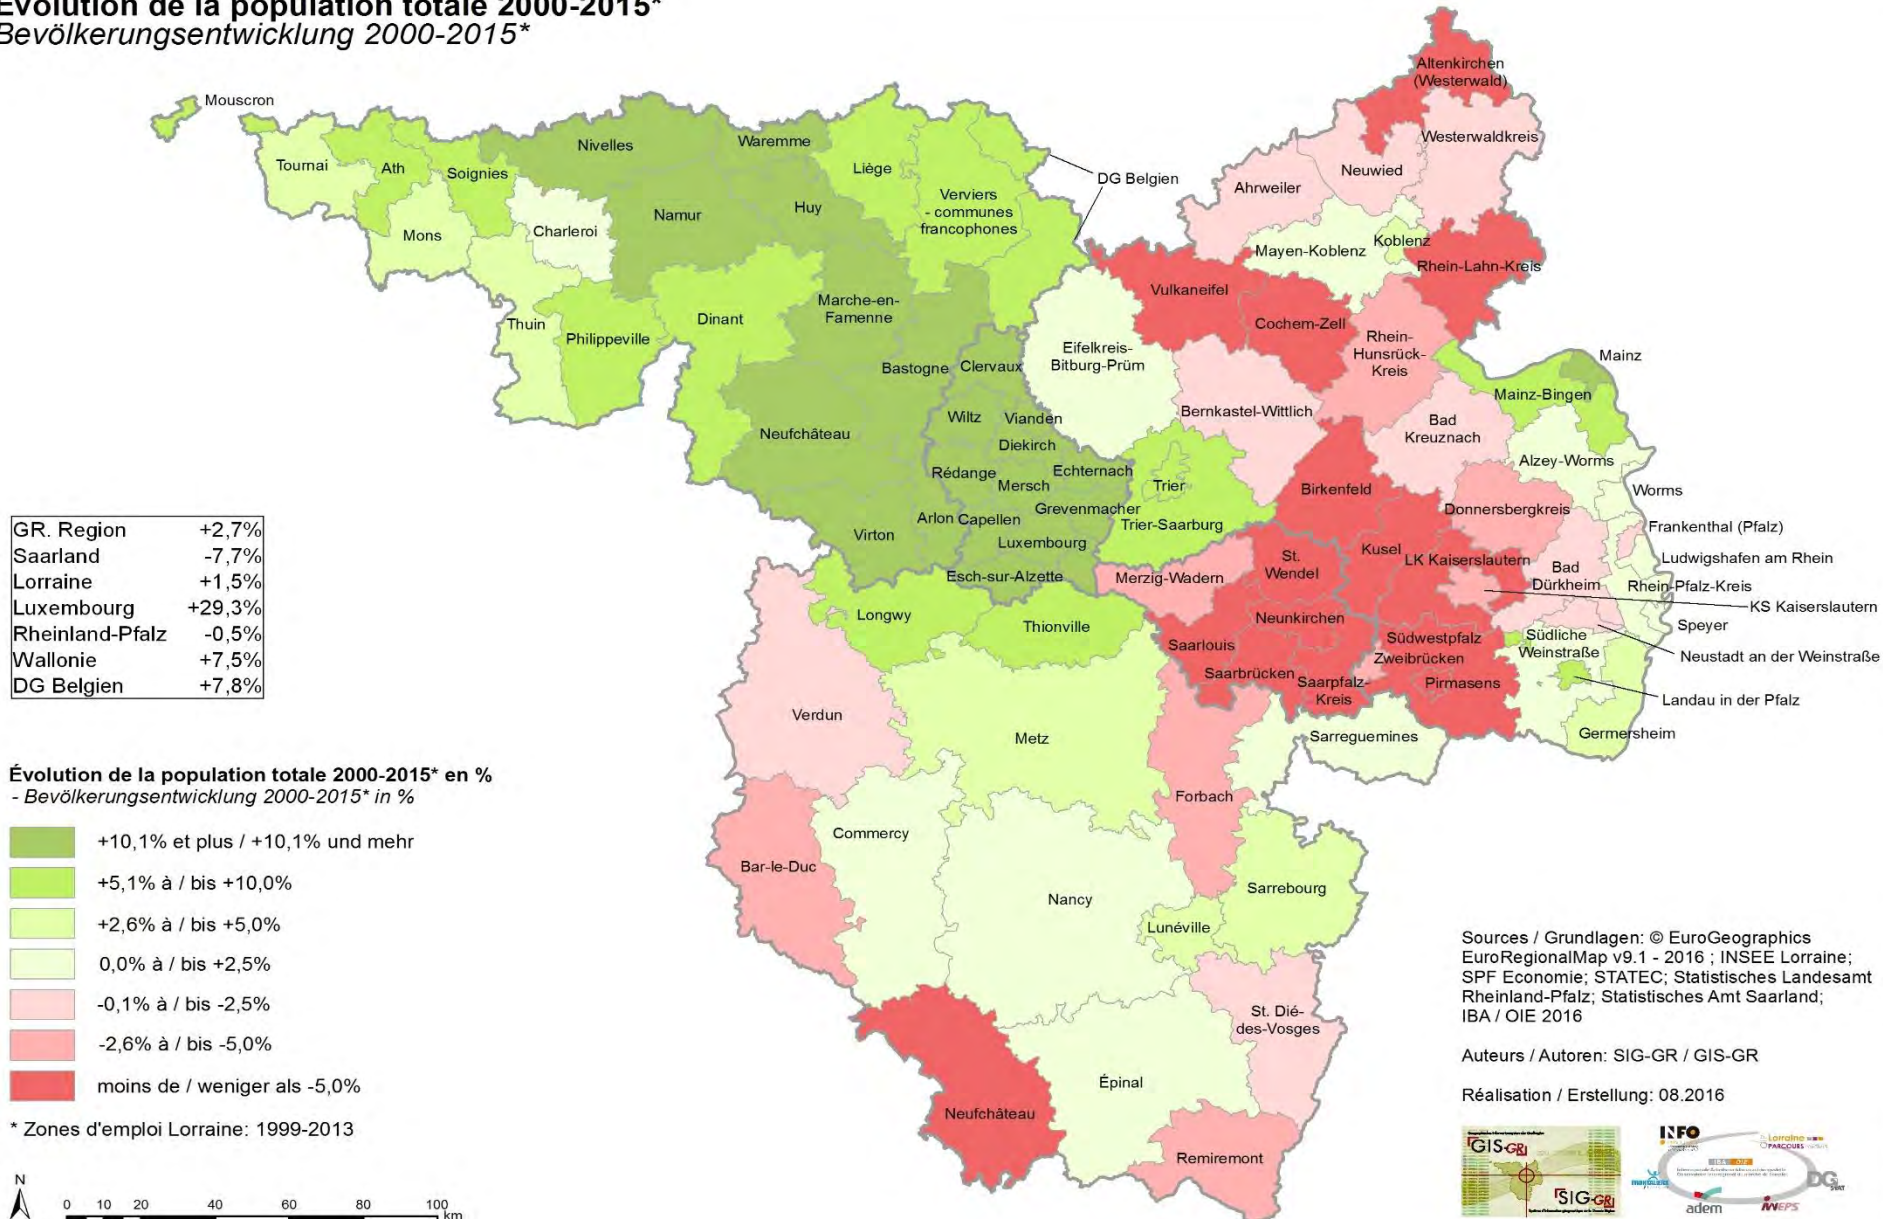 Évolution de la population totale 2000-2015*
Bevölkerungsentwicklung 2000-2015*
Mouscron
Tournai
Ath
Soignies
Mons
Charleroi
Thuin
Philippeville
Nivelles
Namur
Waremme
Huy
Liège
Verviers
- communes
francophones
DG Belgien
Dinant
Marche-en-
Famenne
Bastogne
Neufchâteau
Virton
Arlon
Clervaux
Wiltz
Vianden
Diekirch
Rédange
Mersch
Echternach
Grevenmacher
Capellen
Luxembourg
Esch-sur-Alzette
Altenkirchen
(Westerwald)
Westerwaldkreis
Neuwied
Ahrweiler
Mayen-Koblenz
Koblenz
Rhein-Lahn-Kreis
Vulkaneifel
Cochem-Zell
Rhein-
Hunsrück-
Kreis
Eifelkreis-
Bitburg-Prüm
Bernkastel-Wittlich
Bad
Kreuznach
Mainz
Mainz-Bingen
Alzey-Worms
Worms
Trier
Trier-Saarburg
Birkenfeld
Donnersbergkreis
Frankenthal (Pfalz)
Ludwigshafen am Rhein
Kusel
LK Kaiserslautern
Bad
Dürkheim
Rhein-Pfalz-Kreis
KS Kaiserslautern
Speyer
Neustadt an der Weinstraße
Südliche
Weinstraße
Landau in der Pfalz
Germersheim
Südwestpfalz
Zweibrücken
Pirmasens
Merzig-Wadern
St.
Wendel
Neunkirchen
Saarlouis
Saarbrücken
Saarpfalz-
Kreis
Longwy
Thionville
Verdun
Metz
Forbach
Sarreguemines
Commercy
Bar-le-Duc
Nancy
Sarrebourg
Lunéville
St. Dié-
des-Vosges
Épinal
Neufchâteau
Remiremont
GR. Region +2,7%
Saarland -7,7%
Lorraine +1,5%
Luxembourg +29,3%
Rheinland-Pfalz -0,5%
Wallonie +7,5%
DG Belgien +7,8%
Évolution de la population totale 2000-2015* en %
- Bevölkerungsentwicklung 2000-2015* in %
+10,1% et plus / +10,1% und mehr
+5,1% à / bis +10,0%
+2,6% à / bis +5,0%
0,0% à / bis +2,5%
-0,1% à / bis -2,5%
-2,6% à / bis -5,0%
moins de / weniger als -5,0%
* Zones d'emploi Lorraine: 1999-2013
N
0 10 20 40 60 80 100
km
Sources / Grundlagen: © EuroGeographics
EuroRegionalMap v9.1 - 2016 ; INSEE Lorraine;
SPF Economie; STATEC; Statistisches Landesamt
Rheinland-Pfalz; Statistisches Amt Saarland;
IBA / OIE 2016
Auteurs / Autoren: SIG-GR / GIS-GR
Réalisation / Erstellung: 08.2016
GIS-GR
SIG-GR
INFO
Lorraine
PARCOURS
IBA OIE
DG
STAT
adem
IWEPS